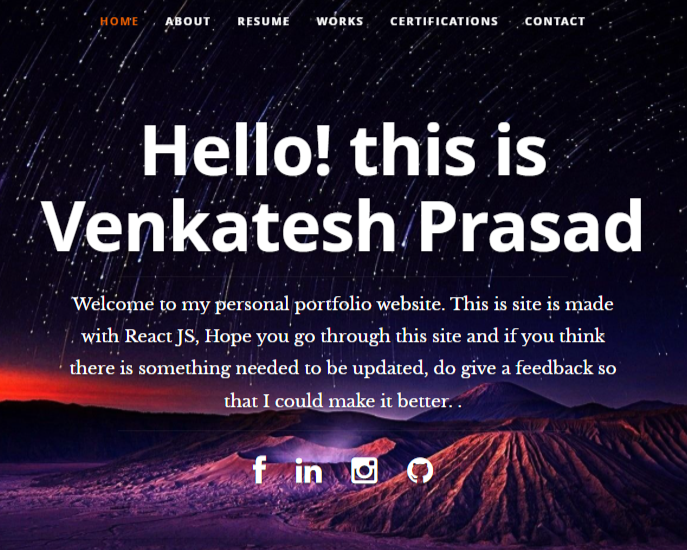 HOME ABOUT RESUME WORKS CERTIFICATIONS CONTACT
Hello! this is
Venkatesh Prasad
Welcome to my personal portfolio website. This is site is made
with React JS, Hope you go through this site and if you think
there is something needed to be updated, do give a feedback so
that I could make it better. .